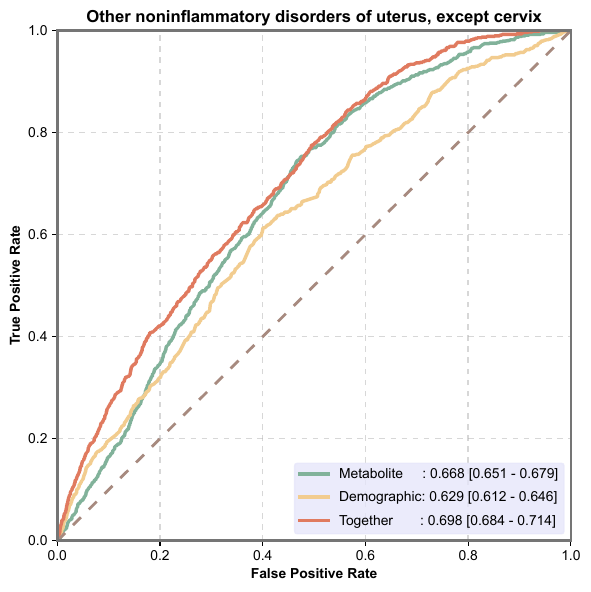 Other noninflammatory disorders of uterus, except cervix
1.0
0.8
0.6
0.4
0.2
0.0
True Positive Rate
Metabolite : 0.668 [0.651 - 0.679]
Demographic: 0.629 [0.612 - 0.646]
Together : 0.698 [0.684 - 0.714]
0.0 0.2 0.4 0.6 0.8 1.0
False Positive Rate